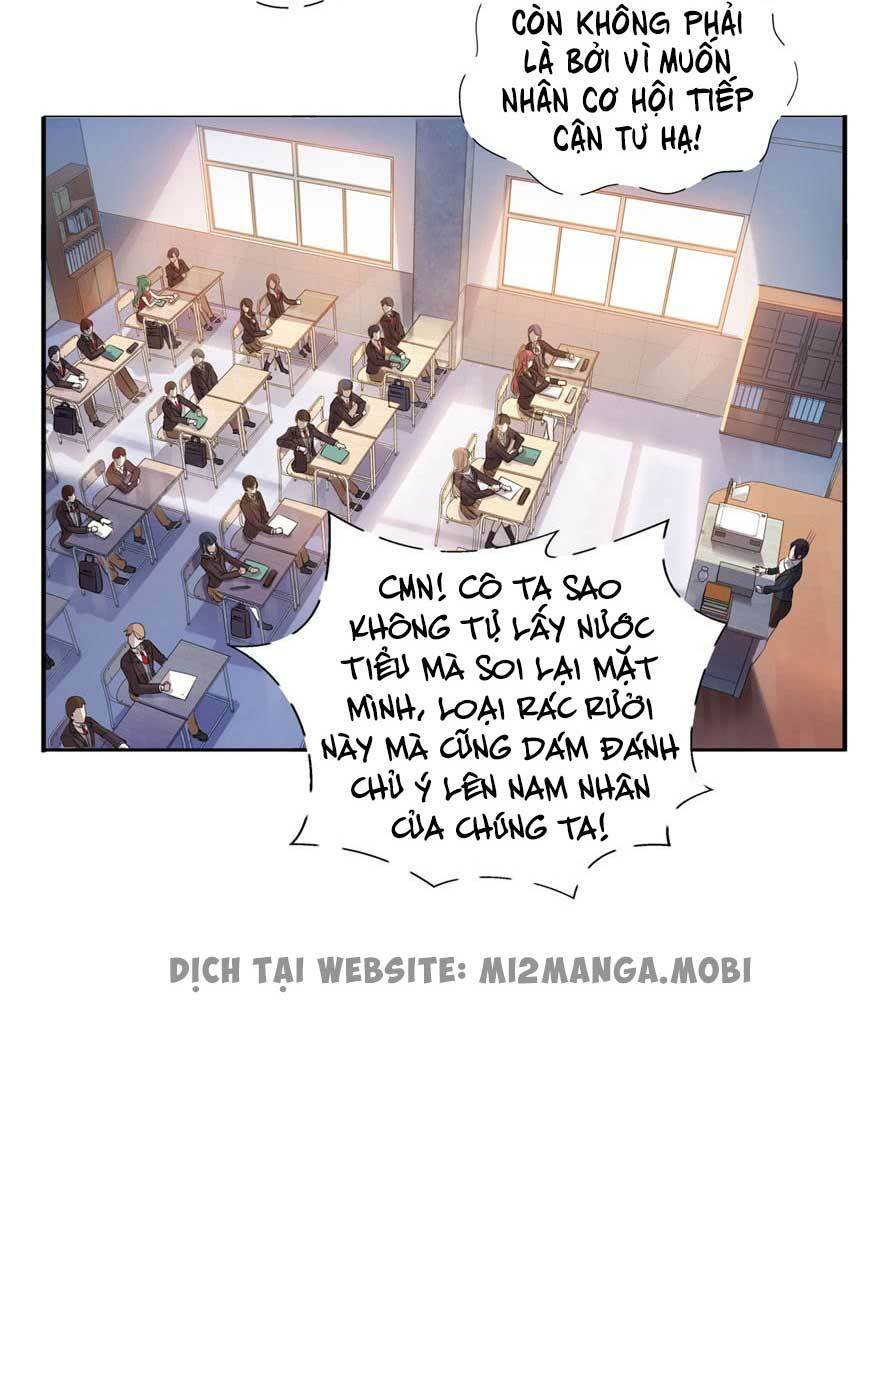 CÒN KHÔNG PHẢI
LÀ BỞI VÌ MUỐN
NHÂN CƠ HỘI TIẾP
CẬN TƯ HẠ!
CMN! CÔ TA SAO
KHÔNG TỰ LẤY NƯỚC
TIỂU MÀ SOI LẠI MẶT
MÌNH, LOẠI RÁC RƯỞI
NÀY MÀ CŨNG DÁM ĐÁNH
CHỦ Ý LÊN NAM NHÂN
CỦA CHÚNG TA!
DỊCH TẠI WEBSITE: MI2MANGA.MOBI